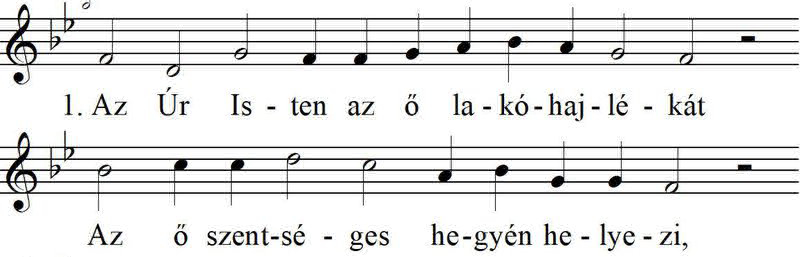 1. Az Úr Is - ten az ő la - kó - haj - lé - kát
Az ő szent-sé - ges he-gyén he - lye - zi,